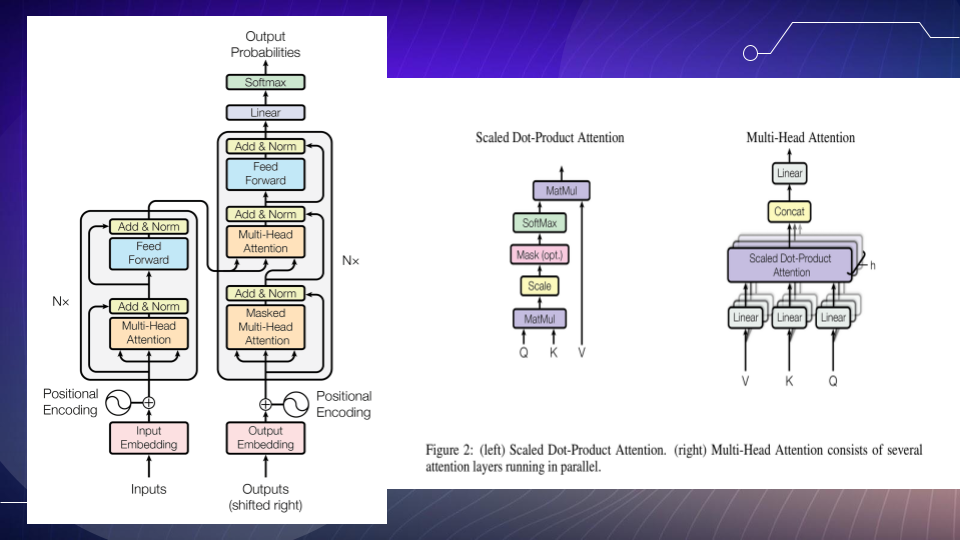 Output
Probabilities
Softmax
Linear
Add & Norm
Feed
Forward
Add & Norm
Multi-Head
Attention
Add & Norm
Masked
Multi-Head
Attention
N×
Add & Norm
Feed
Forward
Add & Norm
Multi-Head
Attention
N×
Positional
Encoding
Positional
Encoding
Input
Embedding
Output
Embedding
Inputs
Outputs
(shifted right)
Scaled Dot-Product Attention
MatMul
SoftMax
Mask (opt.)
Scale
MatMul
Q K V
Multi-Head Attention
Linear
Concat
Scaled Dot-Product
Attention
h
Linear Linear Linear
V K Q
Figure 2: (left) Scaled Dot-Product Attention. (right) Multi-Head Attention consists of several
attention layers running in parallel.